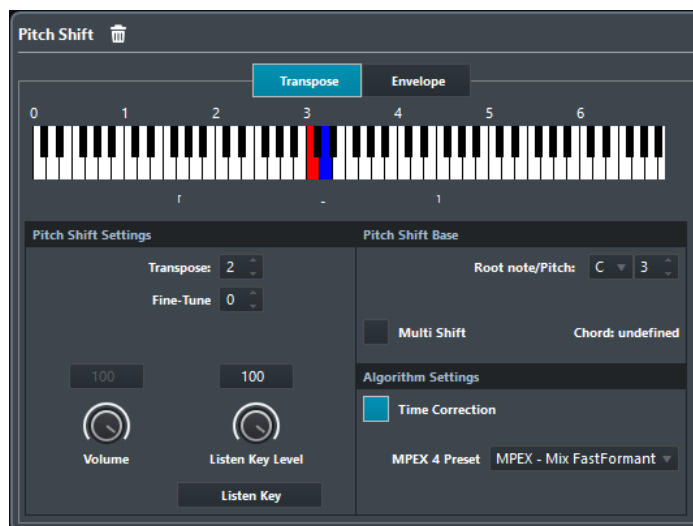 Pitch Shift
Transpose Envelope
0 1 2 3 4 5 6
Pitch Shift Settings Pitch Shift Base
Transpose: 2 Root note/Pitch: C 3
Fine-Tune 0
Multi Shift Chord: undefined
100 100 Algorithm Settings
Time Correction
Volume Listen Key Level MPEX 4 Preset MPEX - Mix FastFormant
Listen Key